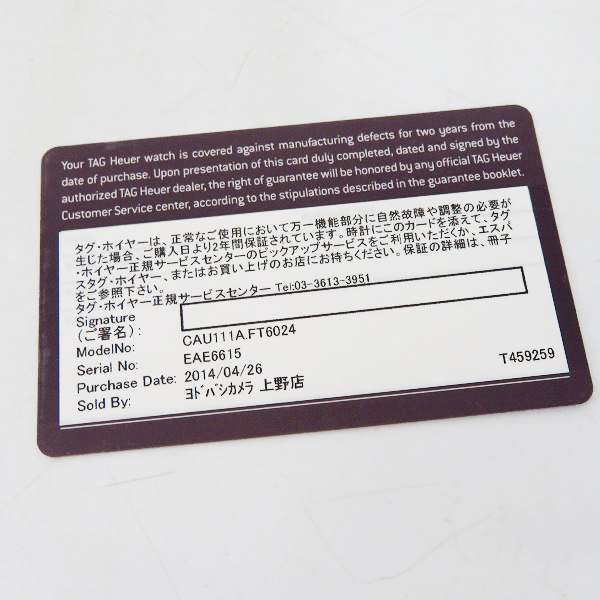 Your TAG Heuer watch is covered against manufacturing defects for two years from the
date of purchase. Upon presentation of this card duly completed, dated and signed by the
authorized TAG Heuer dealer, the right of guarantee will be honored by any official TAG Heuer
Customer Service center, according to the stipulations described in the guarantee booklet.
タグ・ホイヤーは、正常なご使用において万一機能部分に自然故障や調整の必要が
生じた場合、ご購入日より2年間保証されています。時計にこのカードを添えて、タグ
・ホイヤー正規サービスセンターのピックアップサービスをご利用いただくか、エスパ
スタグ・ホイヤー、またはお買い上げのお店にお持ちください。保証の詳細は、冊子
をご参照下さい。
タグ・ホイヤー正規サービスセンター Tel:03-3613-3951
Signature
(ご署名):
ModelNo: CAU111A.FT6024
Serial No: EAE6615
Purchase Date: 2014/04/26 T459259
Sold By: ﾖﾄﾞﾊﾞｼｶﾒﾗ 上野店